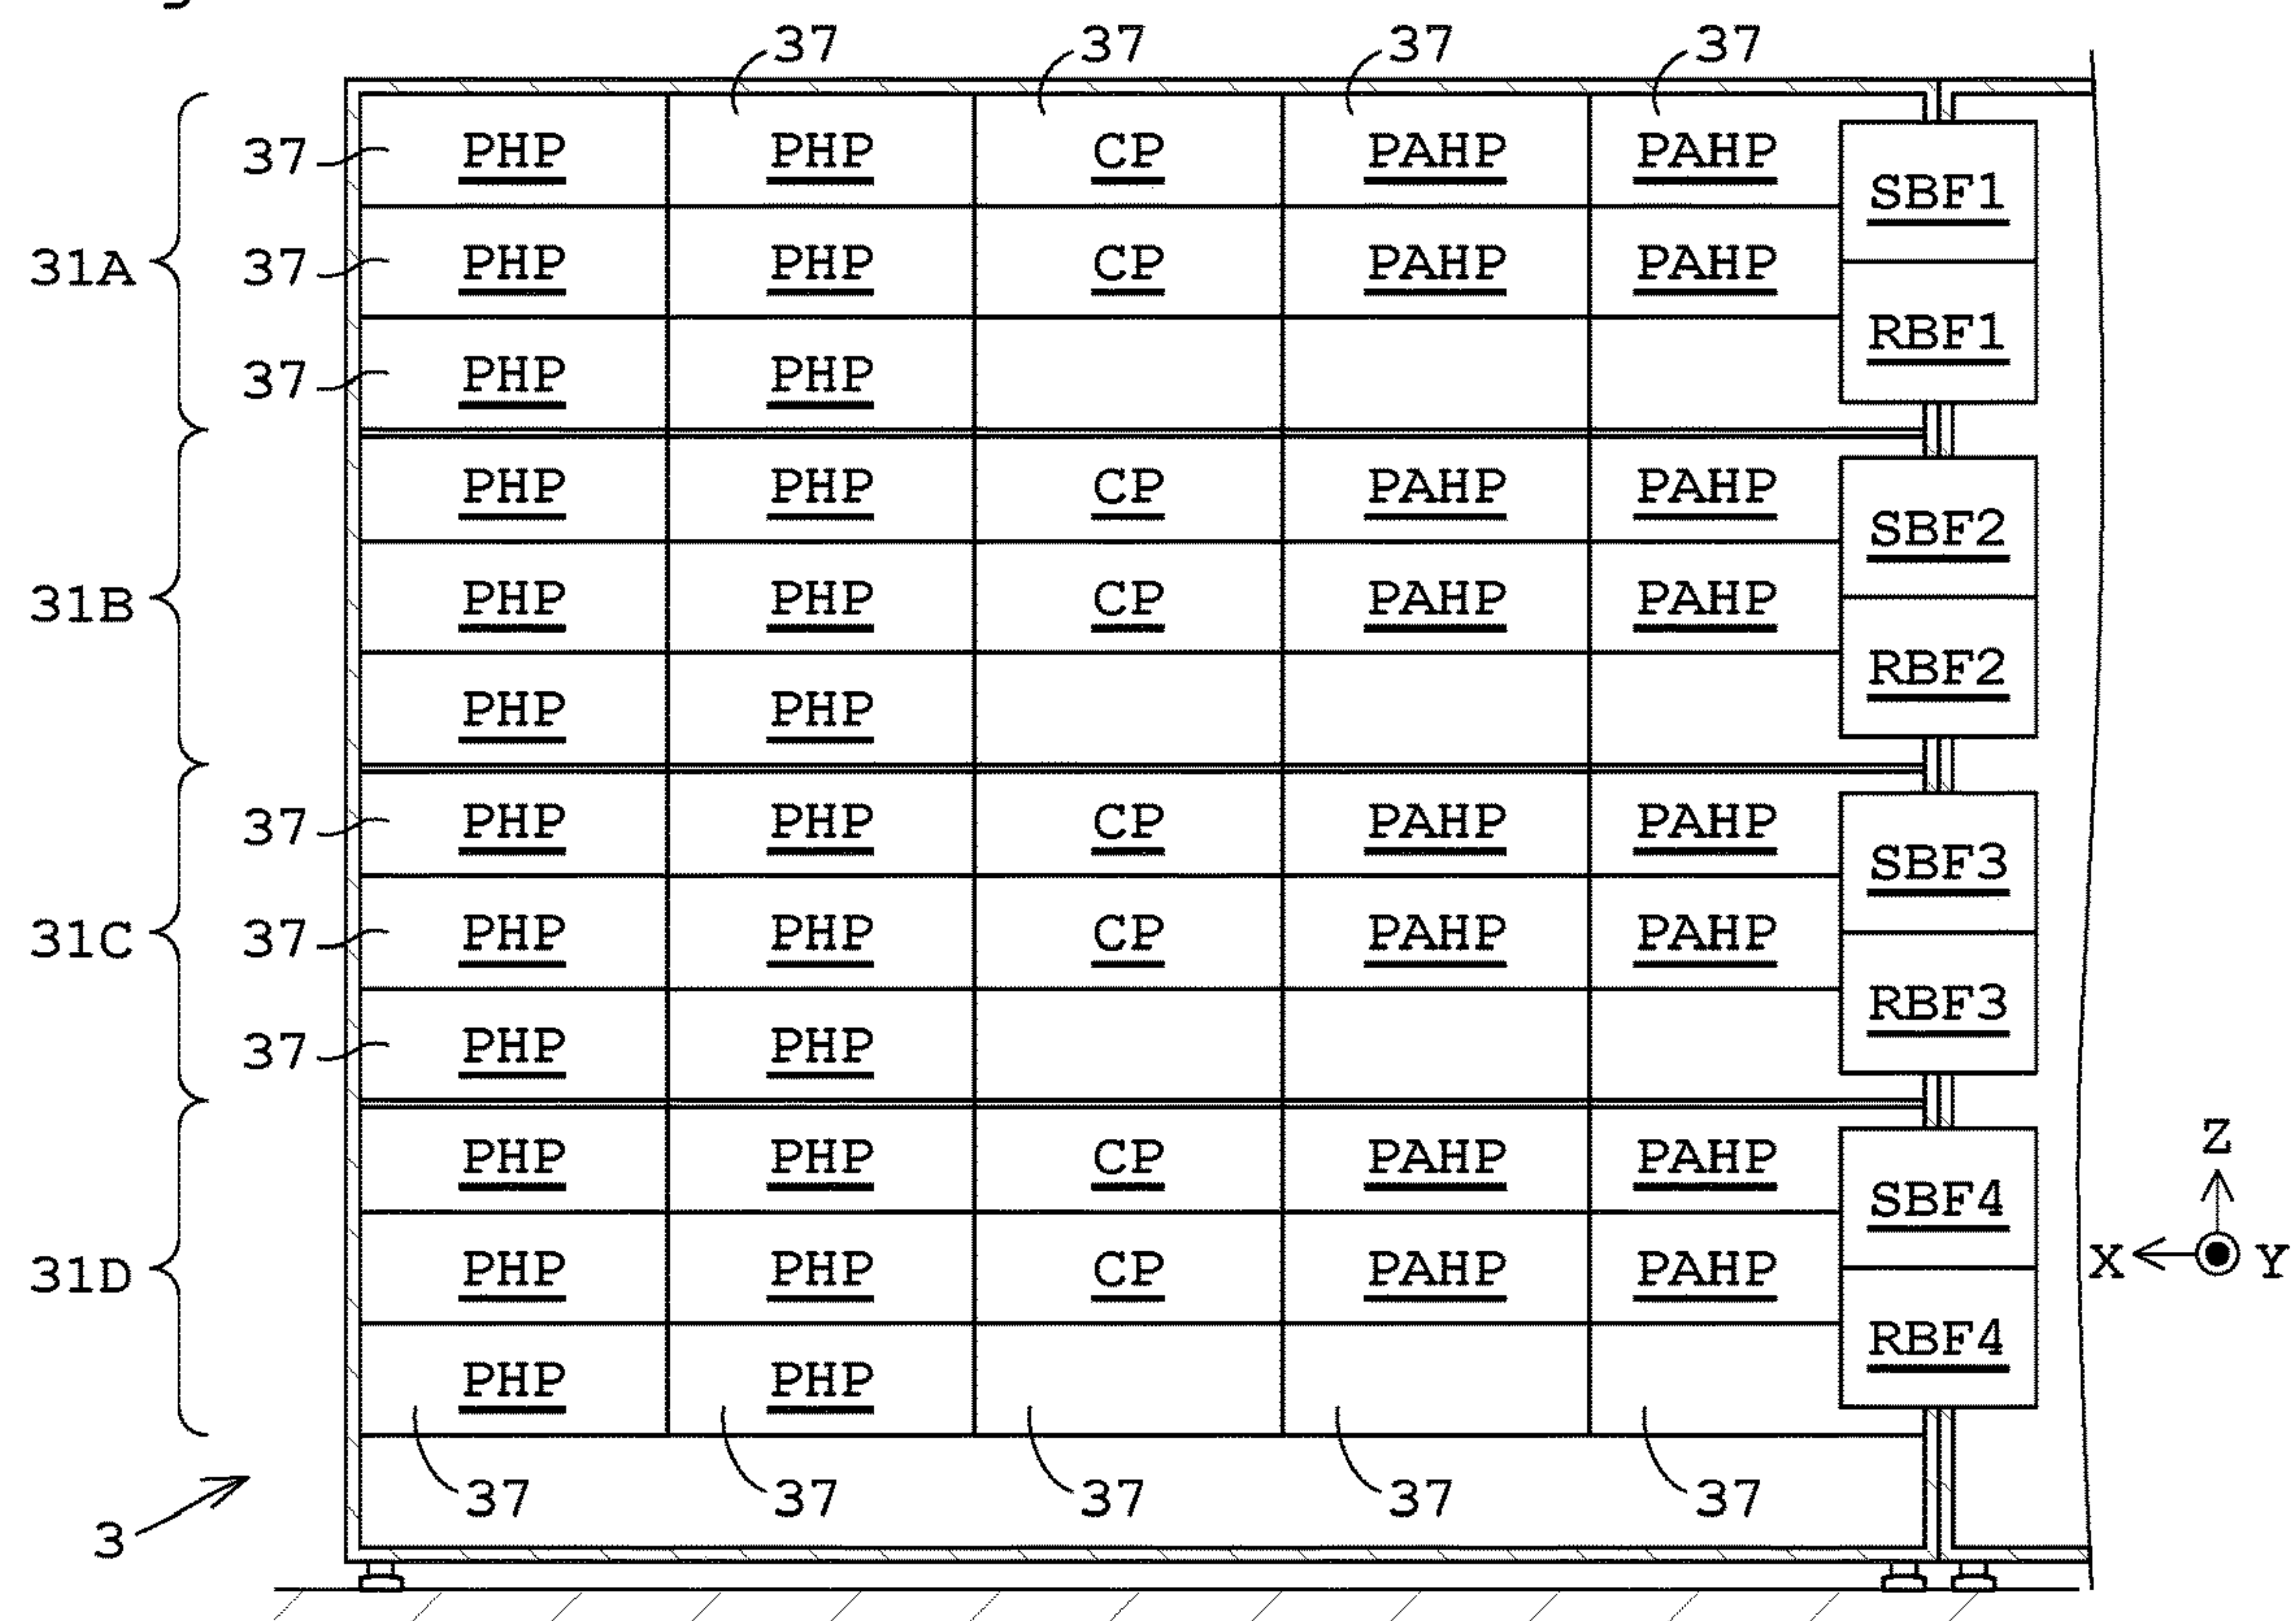 37 37 37 37
37 PHP PHP CP PAHP PAHP SBF1
31A 37 PHP PHP CP PAHP PAHP
RBF1
37 PHP PHP
PHP PHP CP PAHP PAHP SBF2
31B PHP PHP CP PAHP PAHP
RBF2
PHP PHP
37 PHP PHP CP PAHP PAHP SBF3
31C 37 PHP PHP CP PAHP PAHP
RBF3
37 PHP PHP
Z
PHP PHP CP PAHP PAHP SBF4
31D PHP PHP CP PAHP PAHP X Y
RBF4
PHP PHP
37 37 37 37 37
3